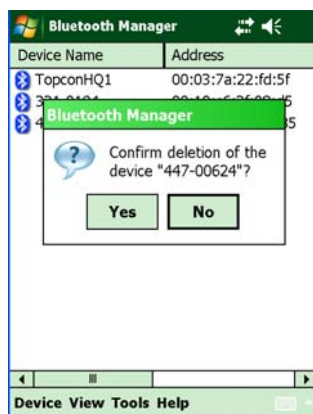 Bluetooth Manager
Device Name Address
TopconHQ1 00:03:7a:22:fd:5f
Bluetooth Manager
Confirm deletion of the
device "447-00624"?
Yes No
Device View Tools Help